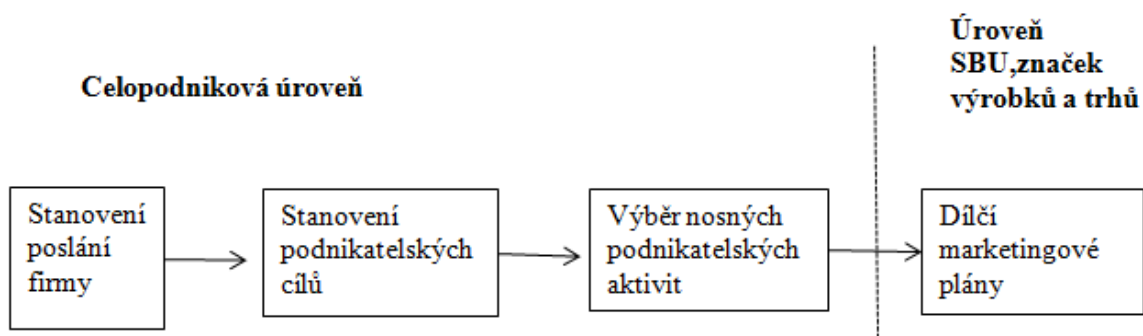 Celopodniková úroveň
Úroveň
SBU,značek
výrobků a trhů
Stanovení
poslání
firmy
Stanovení
podnikatelských
cílů
Výběr nosných
podnikatelských
aktivit
Dílčí
marketingové
plány